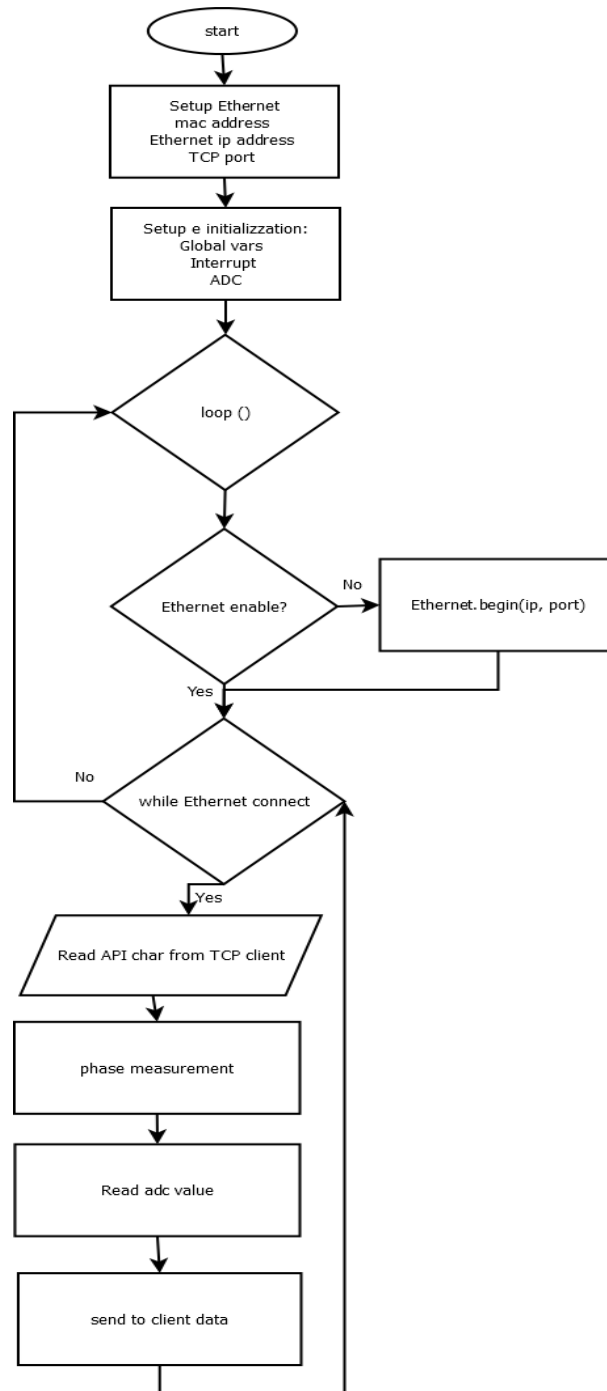 start
Setup Ethernet
mac address
Ethernet ip address
TCP port
Setup e initializzation:
Global vars
Interrupt
ADC
loop ()
Ethernet enable?
No
Ethernet.begin(ip, port)
Yes
No
while Ethernet connect
Yes
Read API char from TCP client
phase measurement
Read adc value
send to client data